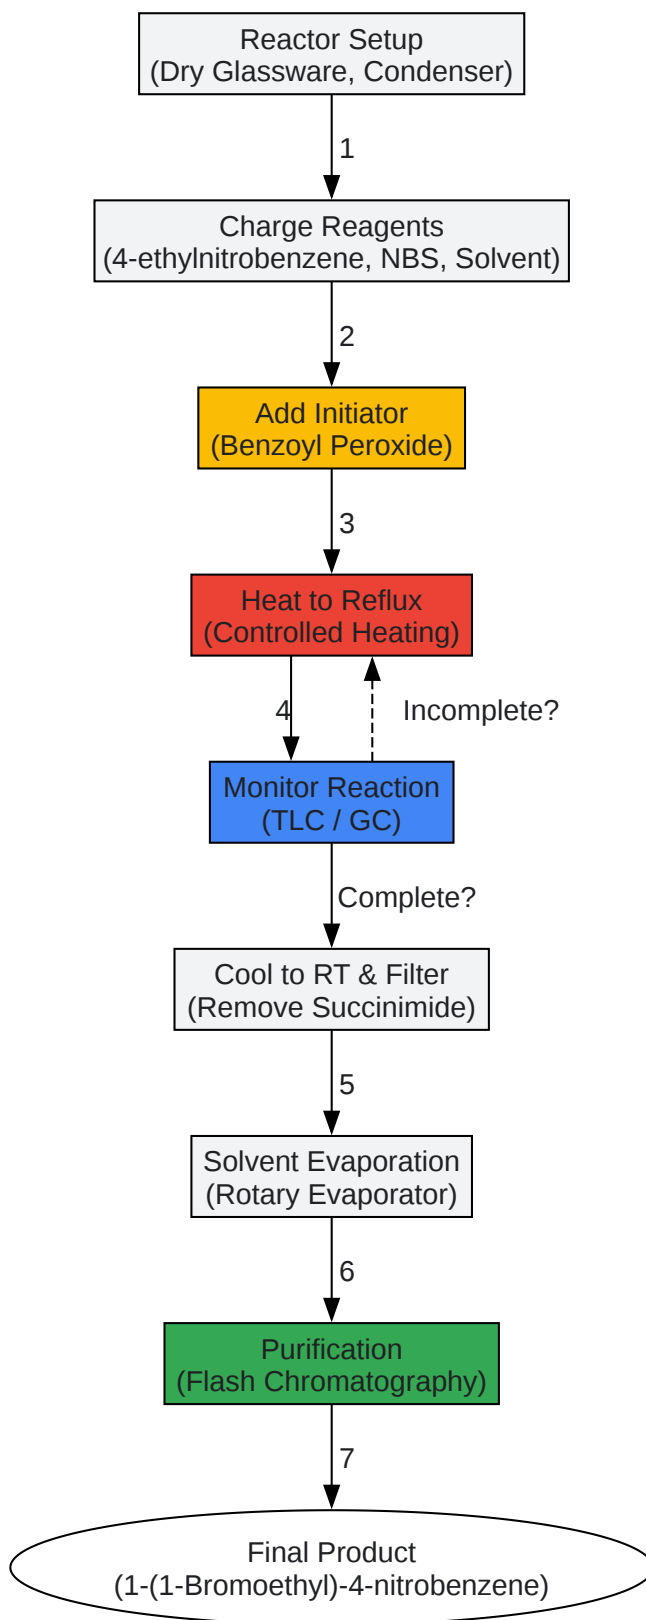 Reactor Setup
(Dry Glassware, Condenser)
1
Charge Reagents
(4-ethylnitrobenzene, NBS, Solvent)
2
Add Initiator
(Benzoyl Peroxide)
3
Heat to Reflux
(Controlled Heating)
4
Incomplete?
Monitor Reaction
(TLC / GC)
Complete?
Cool to RT & Filter
(Remove Succinimide)
5
Solvent Evaporation
(Rotary Evaporator)
6
Purification
(Flash Chromatography)
7
Final Product
(1-(1-Bromoethyl)-4-nitrobenzene)